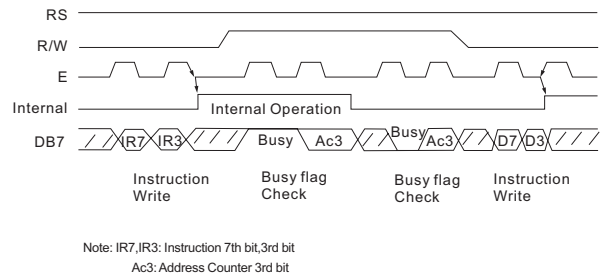 RS
R/W
E
Internal Internal Operation
DB7 IR7 IR3 Busy Ac3 Busy Ac3 D7 D3
Instruction Write
Busy flag Check
Busy flag Check
Instruction Write
Note: IR7,IR3: Instruction 7th bit,3rd bit
Ac3: Address Counter 3rd bit